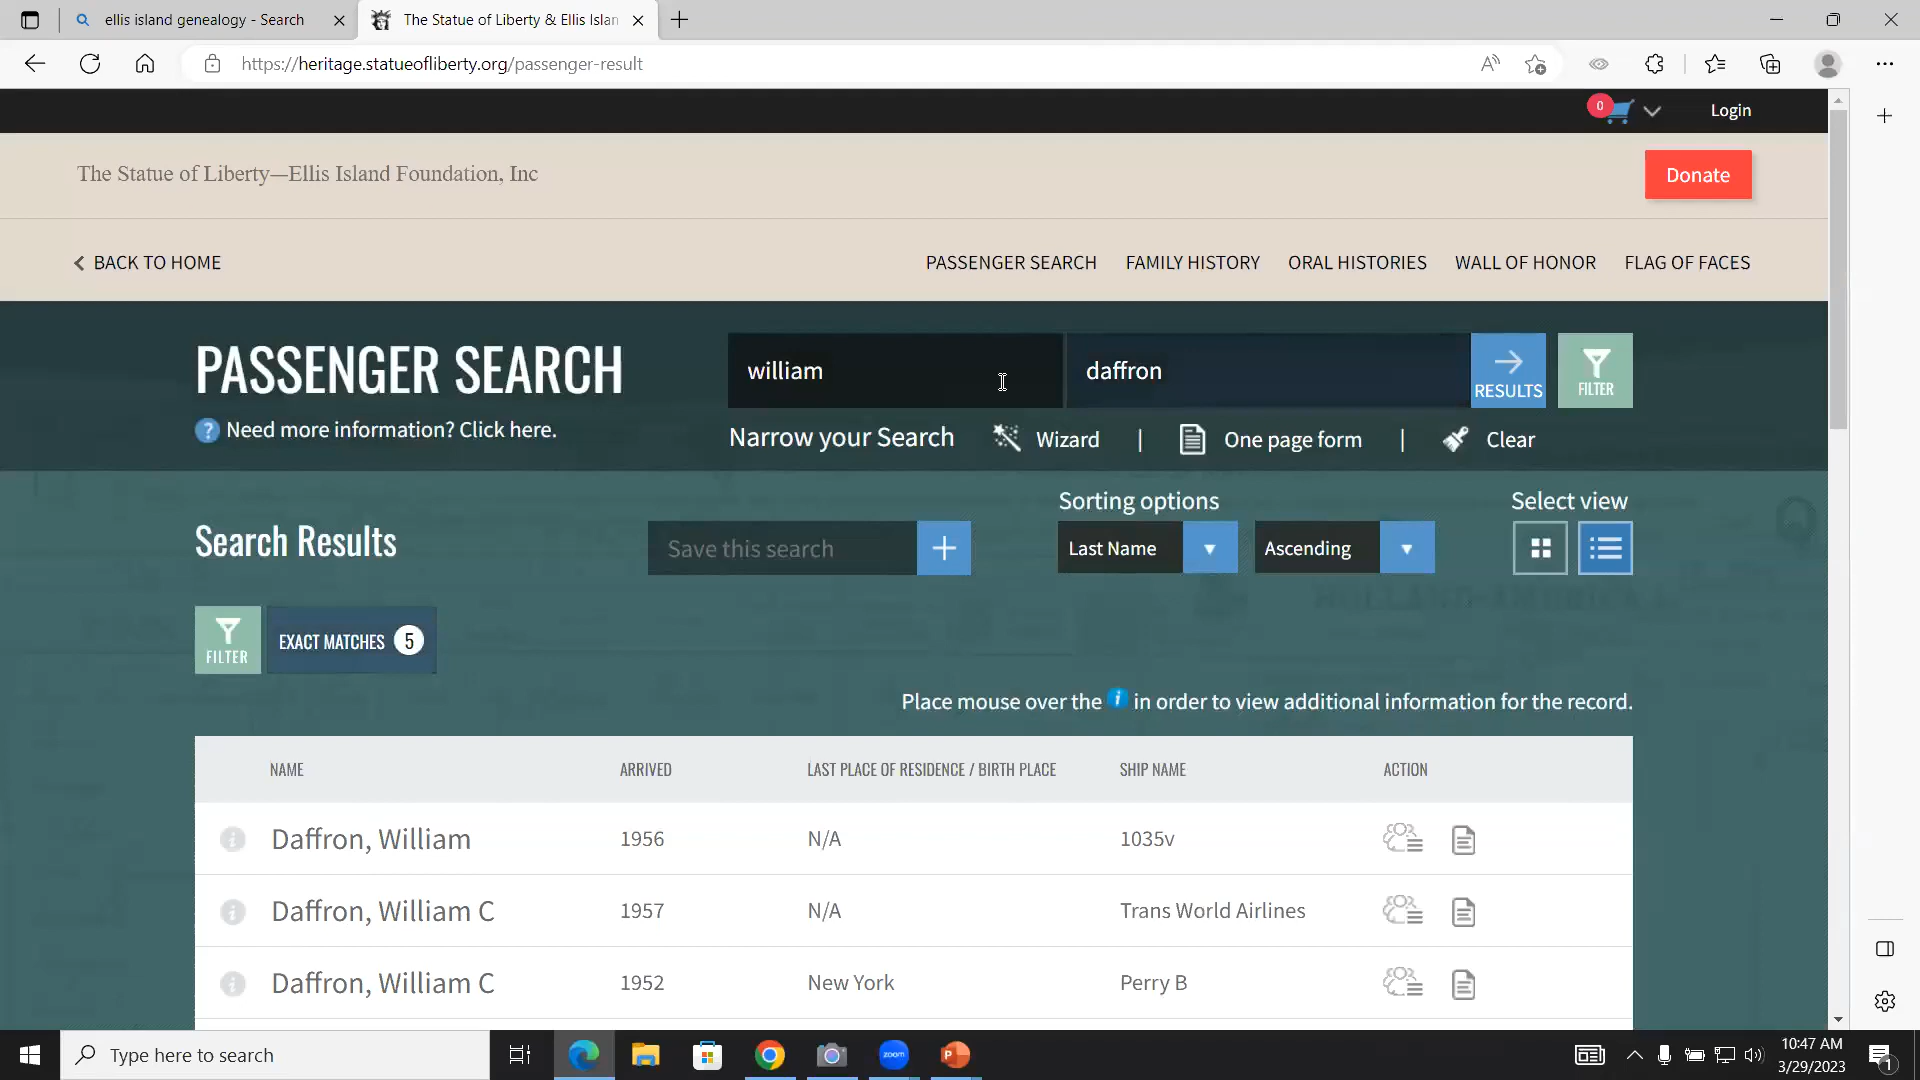 ellis island genealogy - Search
The Statue of Liberty & Ellis Islan
https://heritage.statueofliberty.org/passenger-result
0
Login
The Statue of Liberty—Ellis Island Foundation, Inc
Donate
BACK TO HOME
PASSENGER SEARCH
FAMILY HISTORY
ORAL HISTORIES
WALL OF HONOR
FLAG OF FACES
PASSENGER SEARCH
william
daffron
RESULTS
FILTER
? Need more information? Click here.
Narrow your Search
Wizard
|
One page form
|
Clear
Sorting options
Select view
Search Results
Save this search
Last Name
Ascending
FILTER
EXACT MATCHES 5
Place mouse over the i in order to view additional information for the record.
NAME ARRIVED LAST PLACE OF RESIDENCE / BIRTH PLACE SHIP NAME ACTION
Daffron, William 1956 N/A 1035v
Daffron, William C 1957 N/A Trans World Airlines
Daffron, William C 1952 New York Perry B
Type here to search
zoom
P
10:47 AM
3/29/2023
1